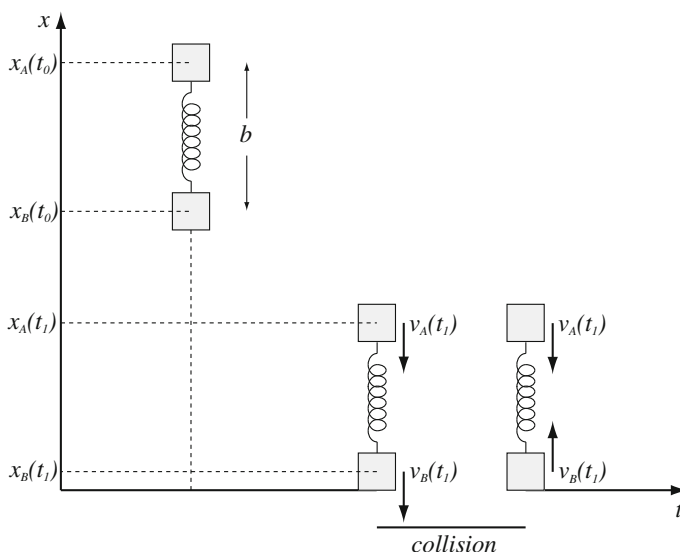 x
x_A(t_0)
b
x_B(t_0)
x_A(t_1)
v_A(t_1)
v_A(t_1)
x_B(t_1)
v_B(t_1)
v_B(t_1)
t
collision